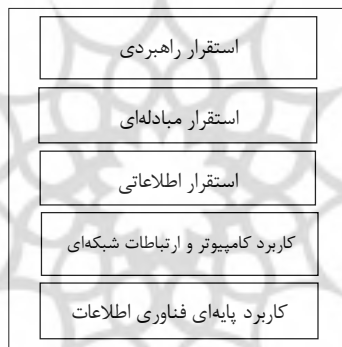 استقرار راهبردی
استقرار مبادله‌ای
استقرار اطلاعاتی
کاربرد کامپیوتر و ارتباطات شبکه‌ای
کاربرد پایه‌ای فناوری اطلاعات